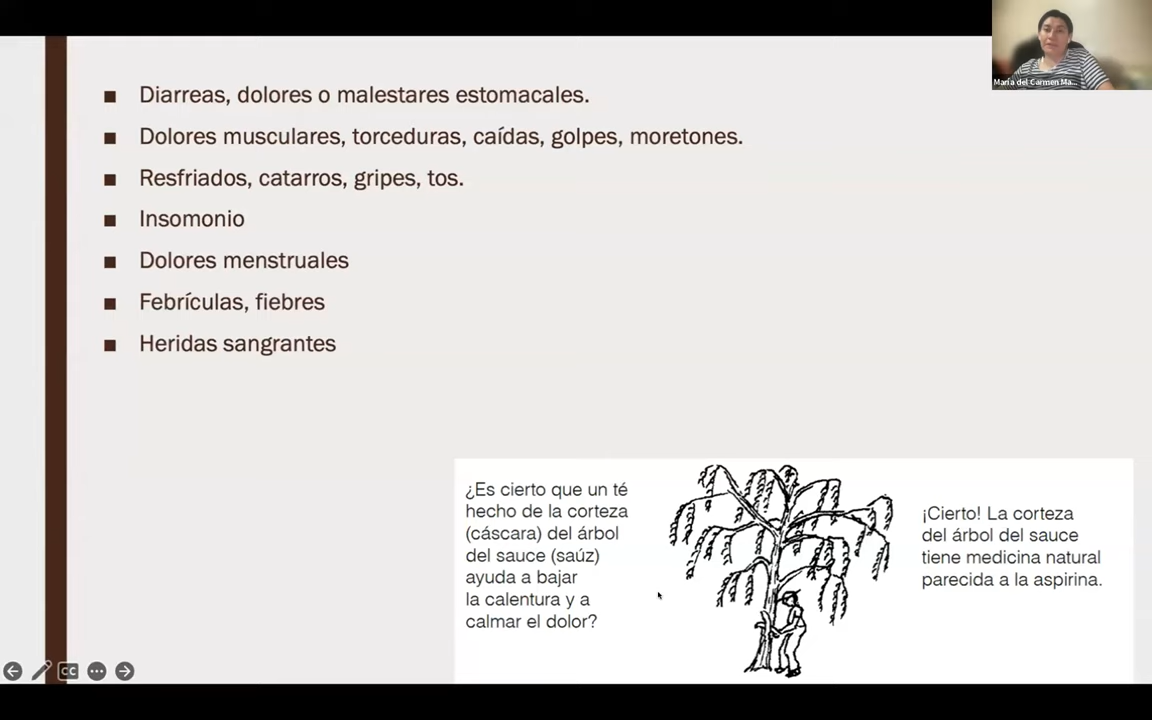 María del Carmen Ma...
Diarreas, dolores o malestares estomacales.
Dolores musculares, torceduras, caídas, golpes, moretones.
Resfriados, catarros, gripes, tos.
Insomonio
Dolores menstruales
Febrículas, fiebres
Heridas sangrantes
¿Es cierto que un té
hecho de la corteza
(cáscara) del árbol
del sauce (saúz)
ayuda a bajar
la calentura y a
calmar el dolor?
¡Cierto! La corteza
del árbol del sauce
tiene medicina natural
parecida a la aspirina.
CC